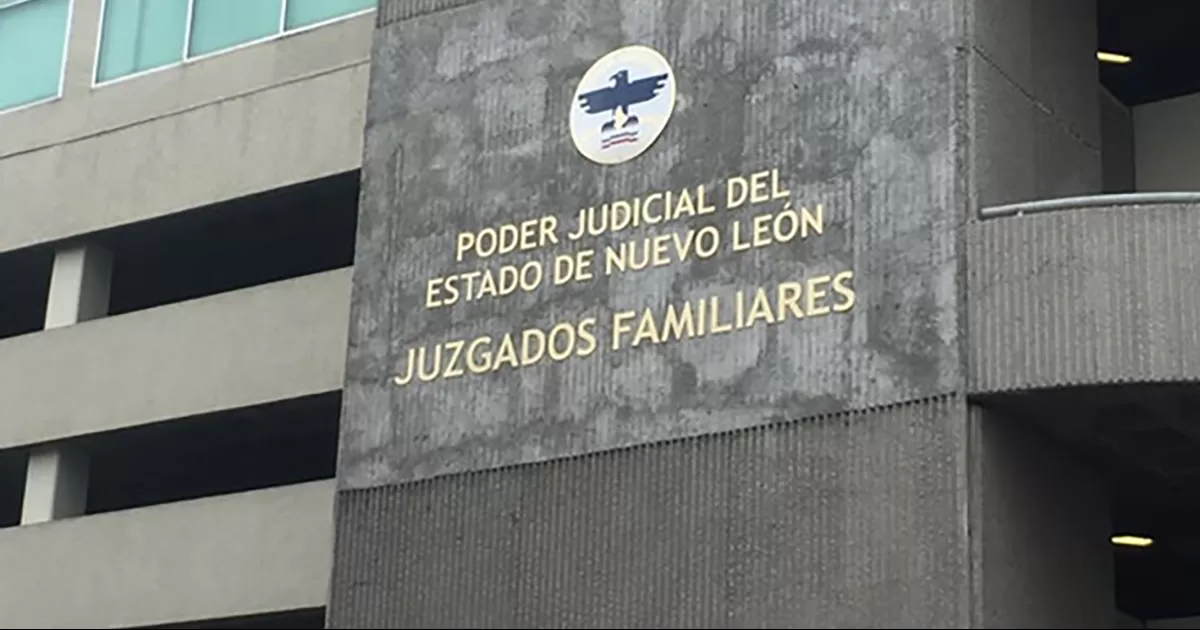 PODER JUDICIAL DEL
ESTADO DE NUEVO LEÓN
JUZGADOS FAMILIARES